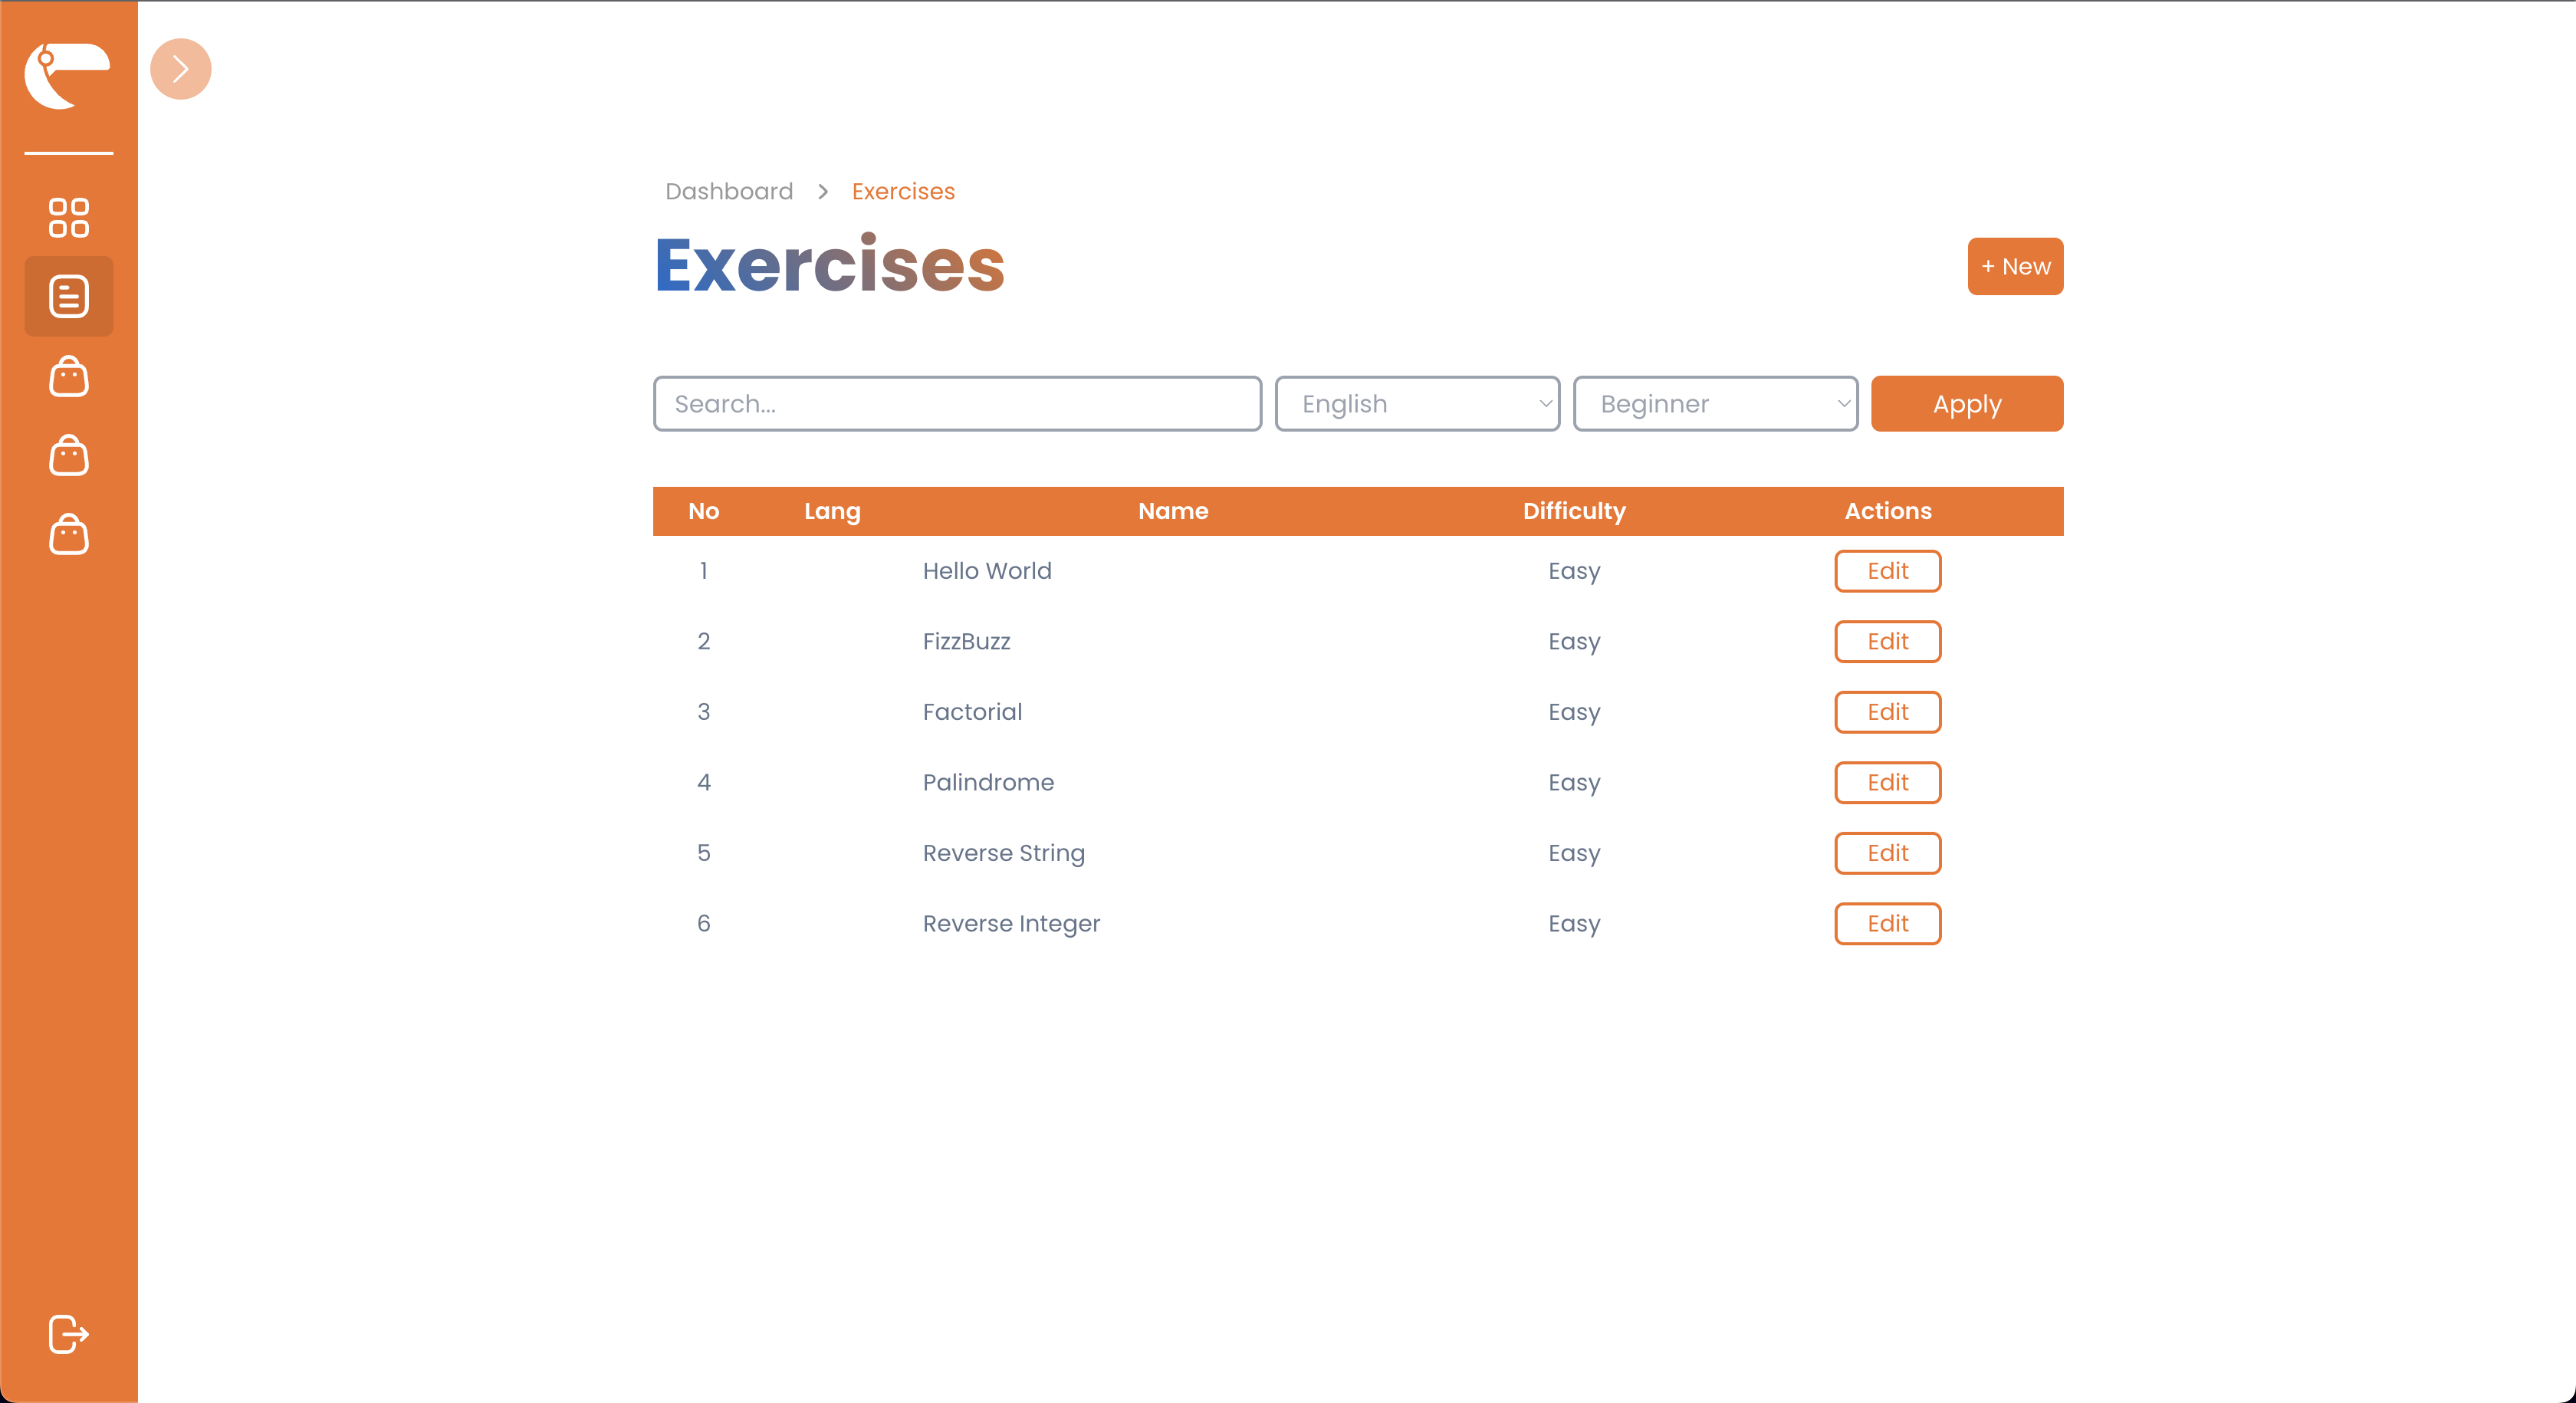 Dashboard > Exercises
Exercises
+ New
Search...
English
Beginner
Apply
No Lang Name Difficulty Actions
1 Hello World Easy Edit
2 FizzBuzz Easy Edit
3 Factorial Easy Edit
4 Palindrome Easy Edit
5 Reverse String Easy Edit
6 Reverse Integer Easy Edit